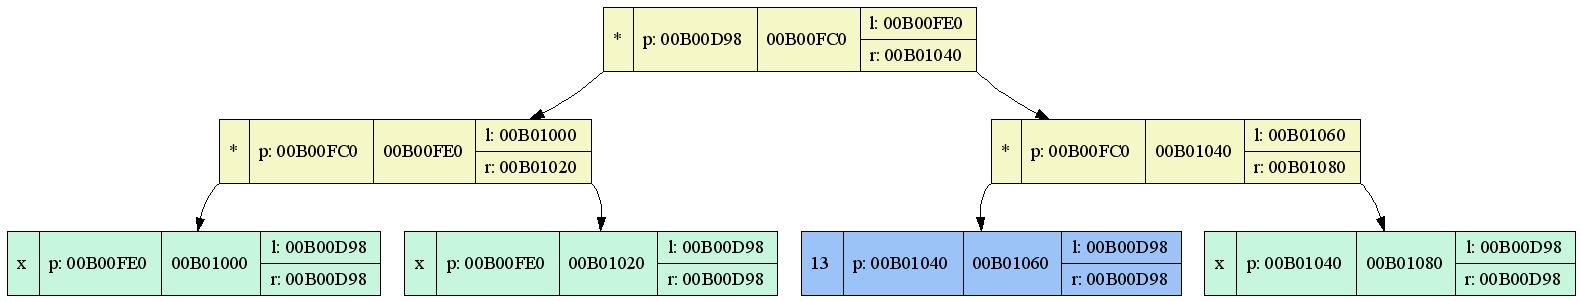 * p: 00B00D98 00B00FC0 l: 00B00FE0
r: 00B01040
* p: 00B00FC0 00B00FE0 l: 00B01000
r: 00B01020
* p: 00B00FC0 00B01040 l: 00B01060
r: 00B01080
x p: 00B00FE0 00B01000 l: 00B00D98
r: 00B00D98
x p: 00B00FE0 00B01020 l: 00B00D98
r: 00B00D98
13 p: 00B01040 00B01060 l: 00B00D98
r: 00B00D98
x p: 00B01040 00B01080 l: 00B00D98
r: 00B00D98